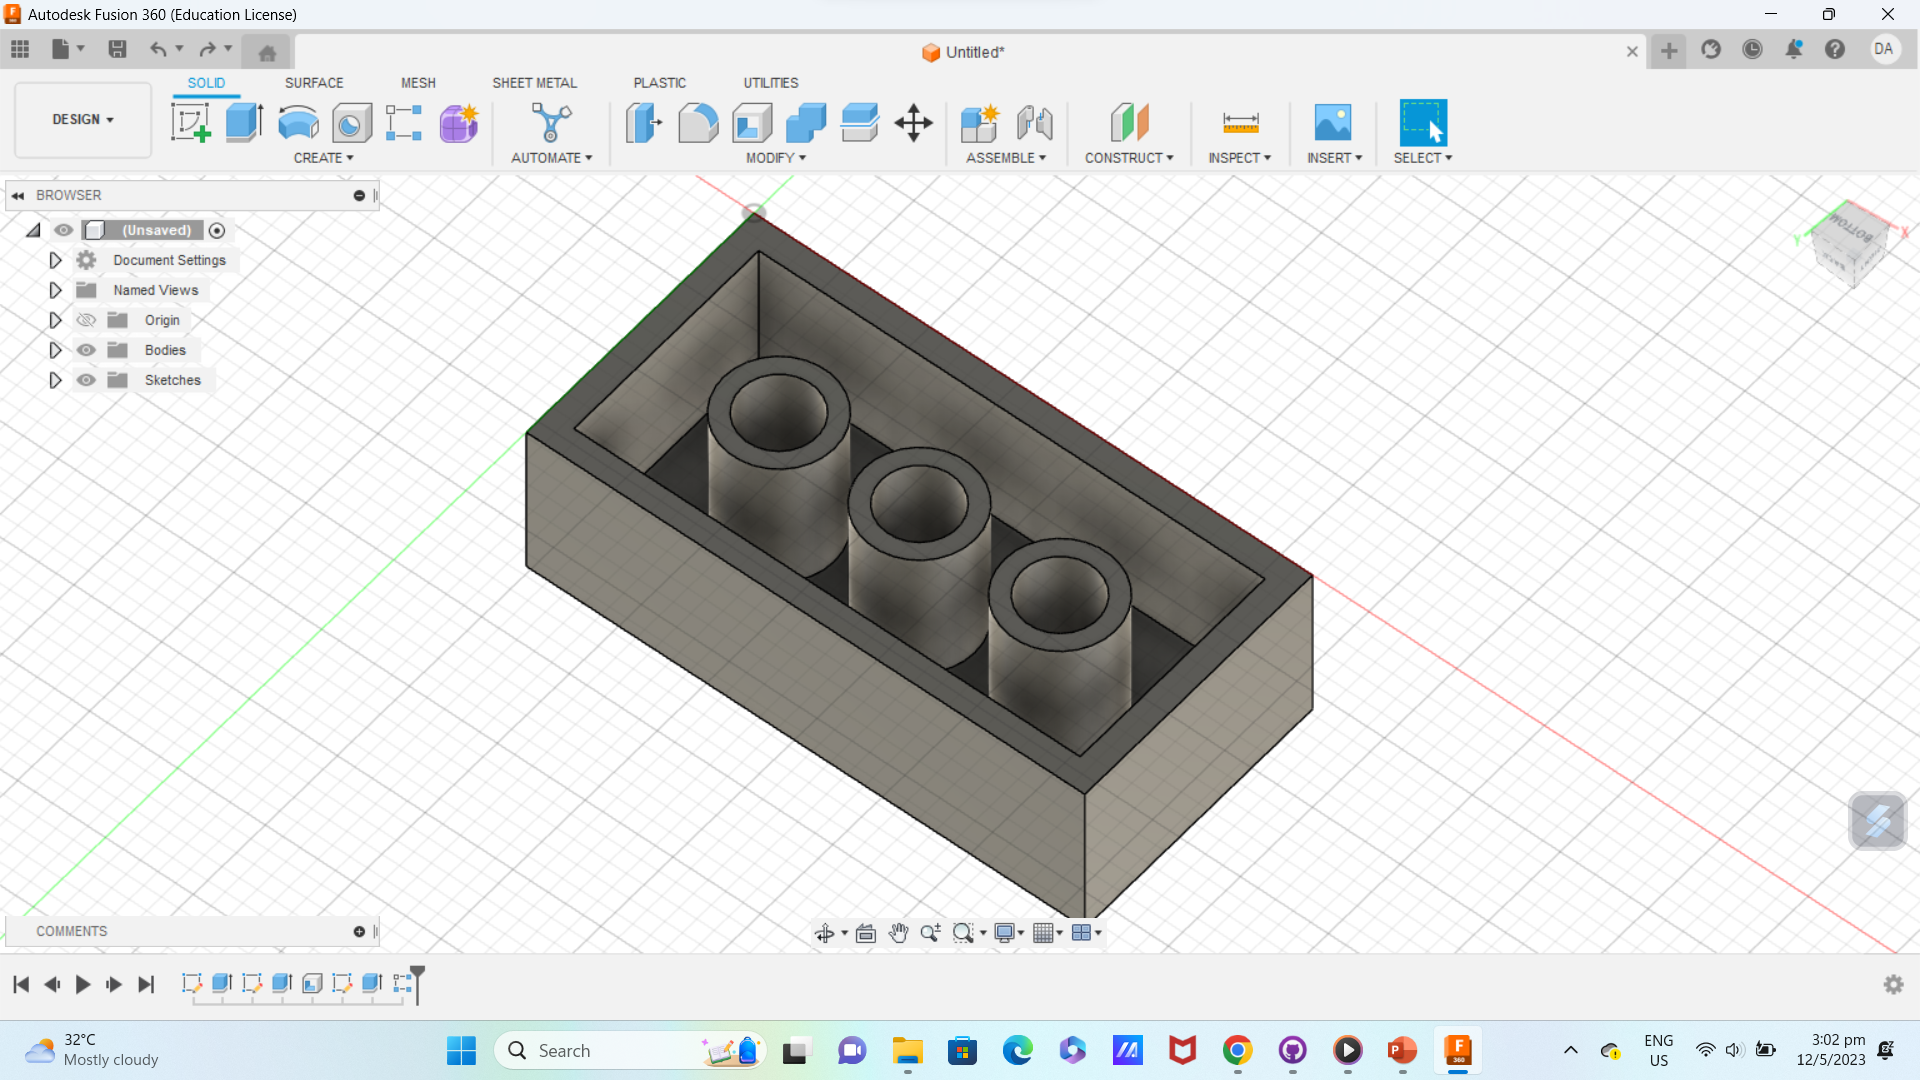 Autodesk Fusion 360 (Education License)
Untitled*
DA
DESIGN
SOLID
SURFACE
MESH
SHEET METAL
PLASTIC
UTILITIES
CREATE
AUTOMATE
MODIFY
ASSEMBLE
CONSTRUCT
INSPECT
INSERT
SELECT
BROWSER
(Unsaved)
Document Settings
Named Views
Origin
Bodies
Sketches
BOTTOM
X
Y
COMMENTS
32°C
Mostly cloudy
Search
ENG
US
3:02 pm
12/5/2023